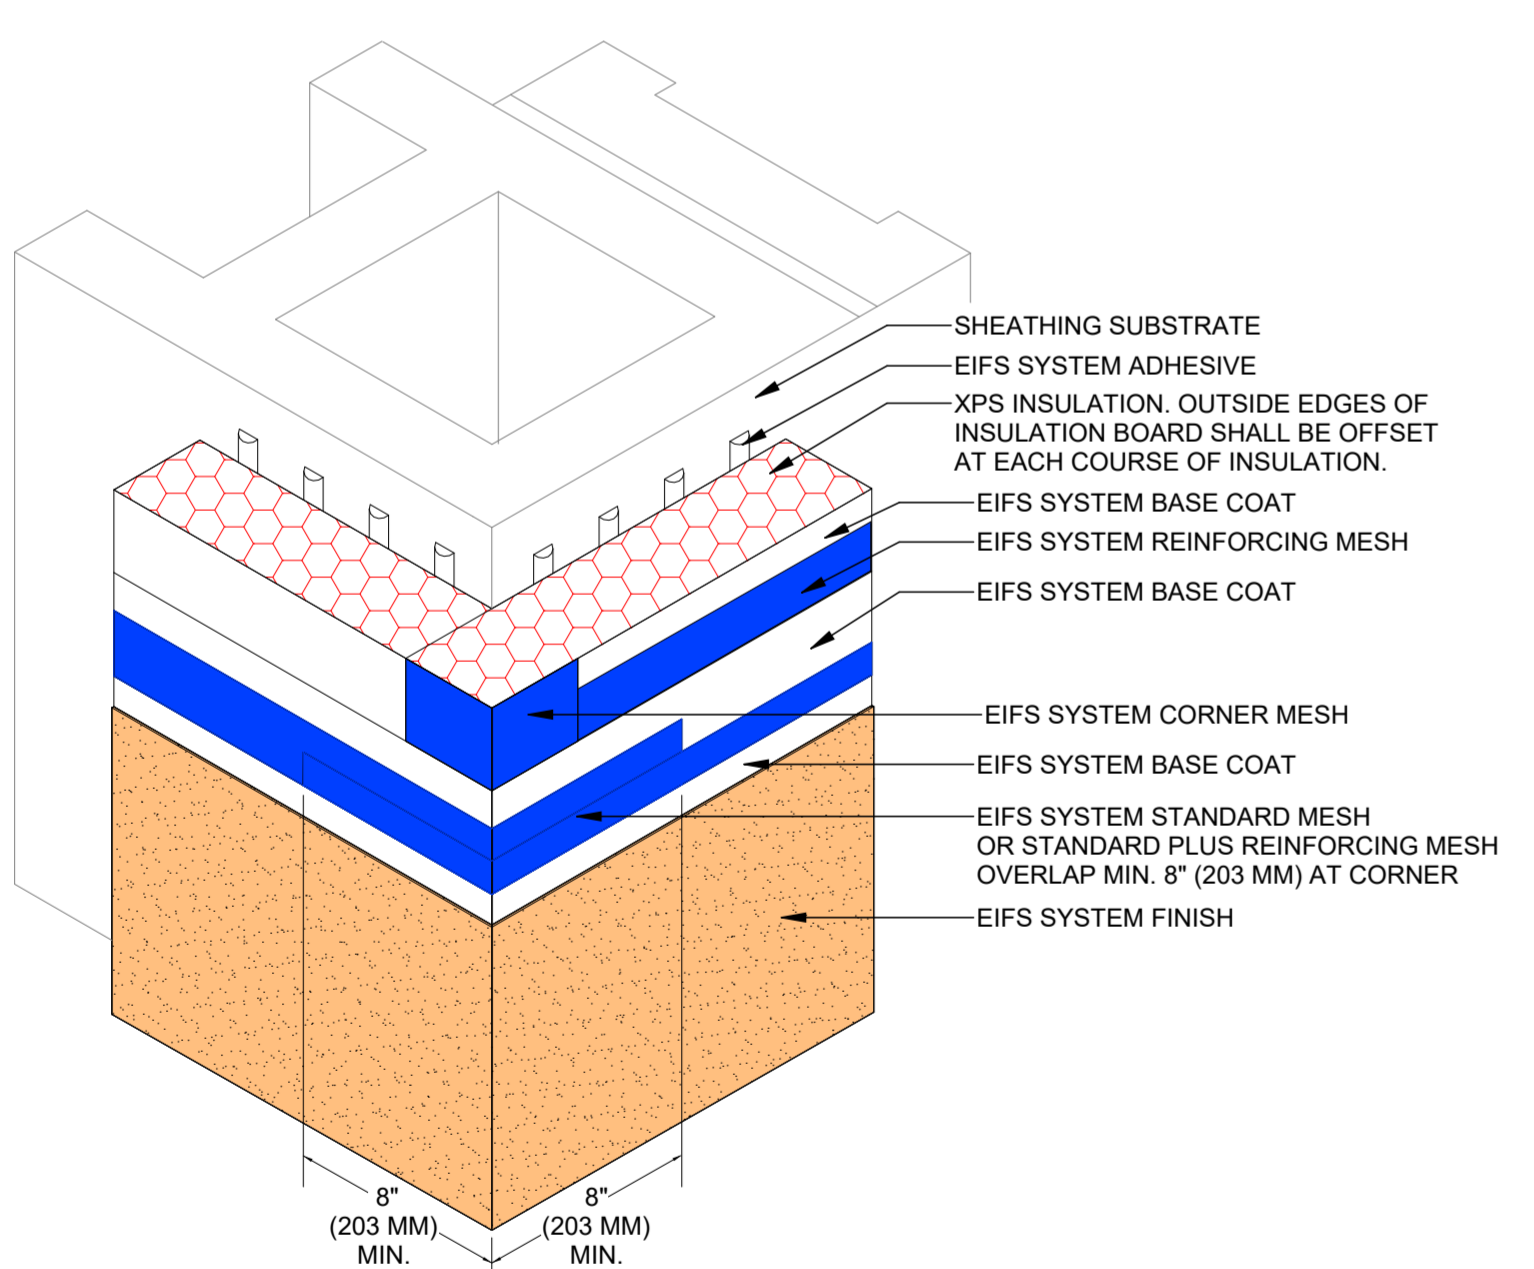 SHEATHING SUBSTRATE
EIFS SYSTEM ADHESIVE
XPS INSULATION. OUTSIDE EDGES OF
INSULATION BOARD SHALL BE OFFSET
AT EACH COURSE OF INSULATION.
EIFS SYSTEM BASE COAT
EIFS SYSTEM REINFORCING MESH
EIFS SYSTEM BASE COAT
EIFS SYSTEM CORNER MESH
EIFS SYSTEM BASE COAT
EIFS SYSTEM STANDARD MESH
OR STANDARD PLUS REINFORCING MESH
OVERLAP MIN. 8" (203 MM) AT CORNER
EIFS SYSTEM FINISH
8"
(203 MM)
MIN.
8"
(203 MM)
MIN.